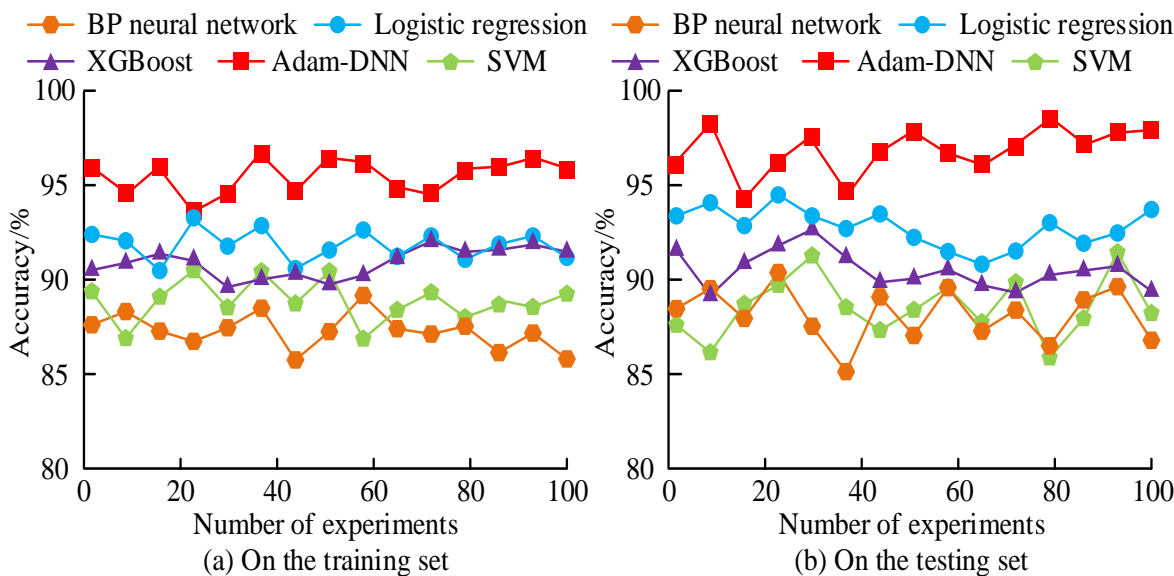 BP neural network Logistic regression
XGBoost Adam-DNN SVM
100
95
90
85
80
Accuracy/%
0 20 40 60 80 100
Number of experiments
(a) On the training set
BP neural network Logistic regression
XGBoost Adam-DNN SVM
100
95
90
85
80
Accuracy/%
0 20 40 60 80 100
Number of experiments
(b) On the testing set